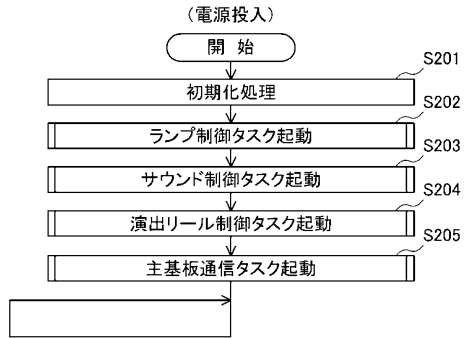 (電源投入)
開 始
S201
初期化処理
S202
ランプ制御タスク起動
S203
サウンド制御タスク起動
S204
演出リール制御タスク起動
S205
主基板通信タスク起動